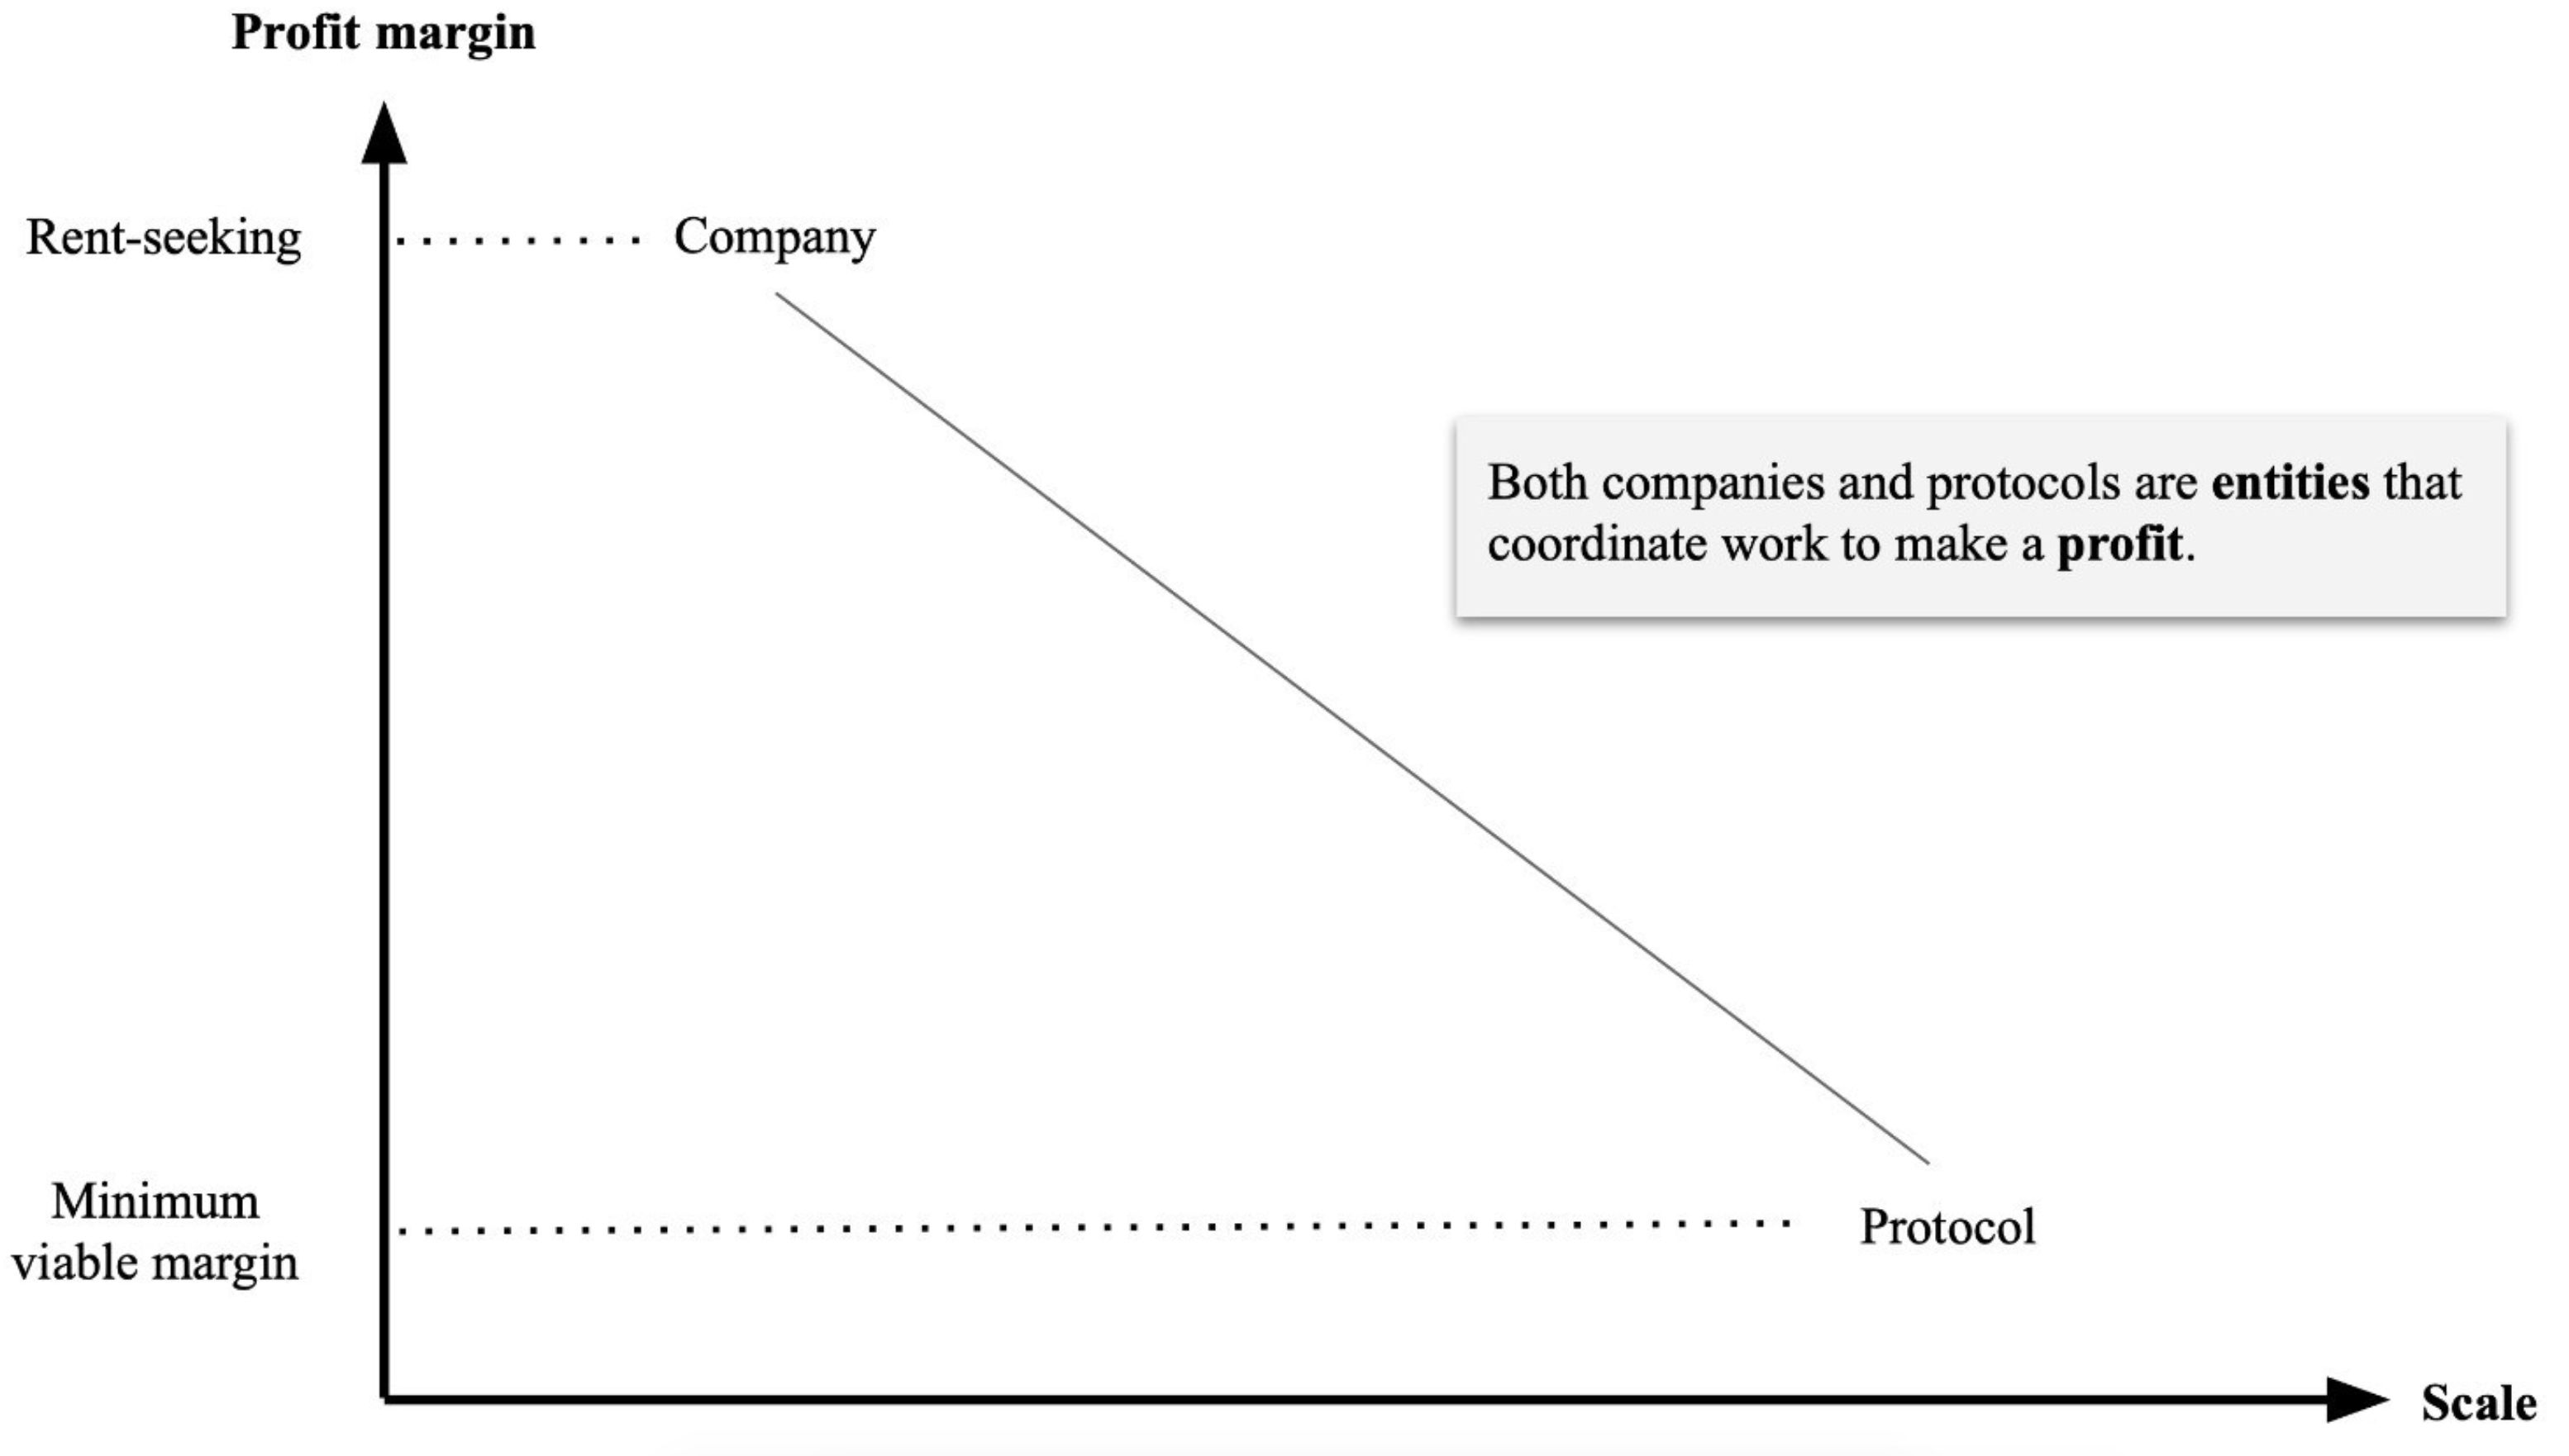 Profit margin
Rent-seeking
Company
Both companies and protocols are entities that
coordinate work to make a profit.
Minimum
viable margin
Protocol
Scale